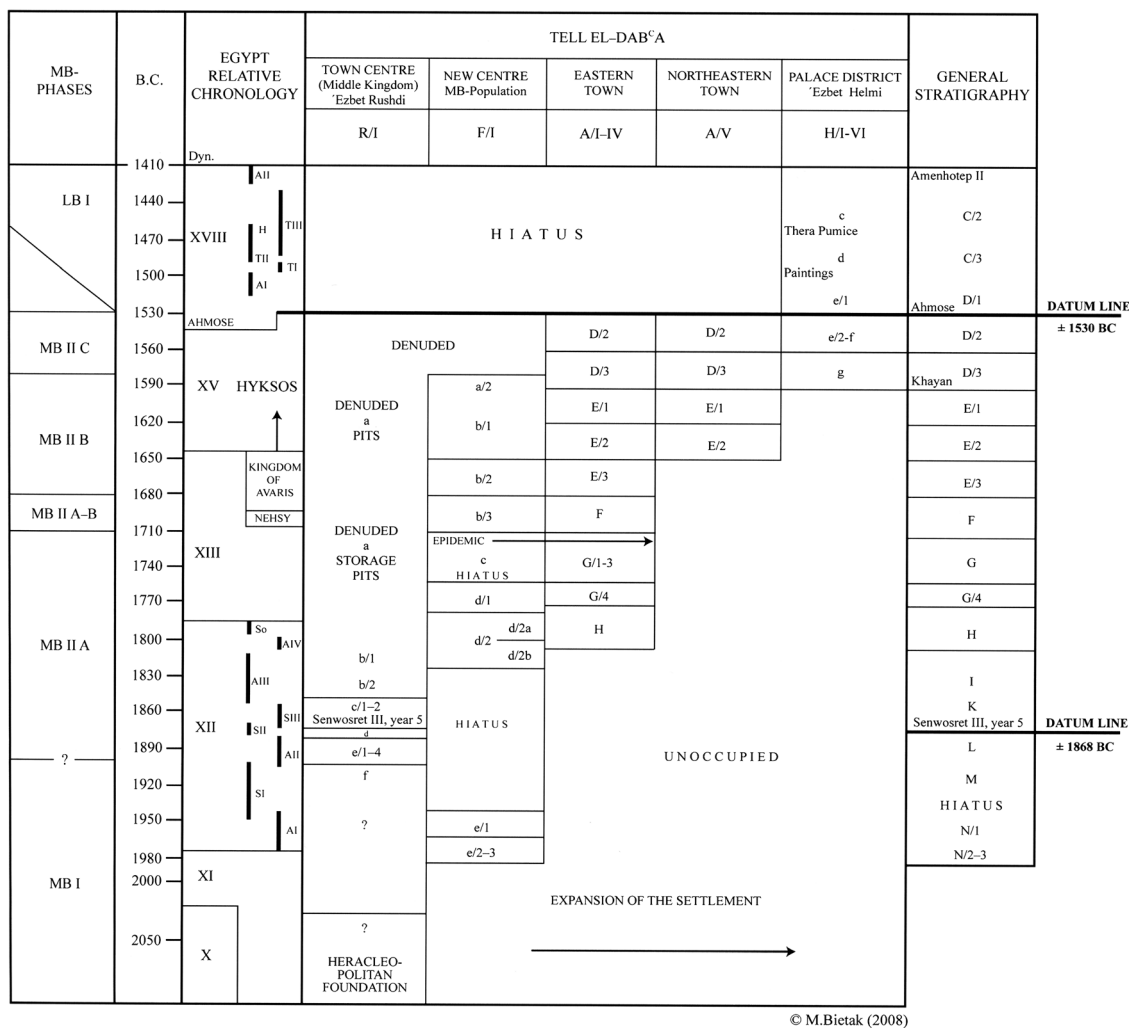 MB-
PHASES
B.C.
EGYPT
RELATIVE
CHRONOLOGY
TELL EL–DABᶜA
TOWN CENTRE
(Middle Kingdom)
´Ezbet Rushdi
NEW CENTRE
MB-Population
EASTERN
TOWN
NORTHEASTERN
TOWN
PALACE DISTRICT
´Ezbet Helmi
GENERAL
STRATIGRAPHY
R/I
F/I
A/I–IV
A/V
H/I-VI
Dyn.
1410
1440
1470
1500
1530
1560
1590
1620
1650
1680
1710
1740
1770
1800
1830
1860
1890
1920
1950
1980
2000
2050
LB I
MB II C
MB II B
MB II A–B
MB II A
?
MB I
AII
TIII
H
XVIII
TII
TI
AI
AHMOSE
XV HYKSOS
KINGDOM
OF
AVARIS
NEHSY
XIII
So
AIV
AIII
SIII
XII
SII
AII
SI
AI
XI
X
HIATUS
DENUDED
DENUDED
a
PITS
DENUDED
a
STORAGE
PITS
b/1
b/2
c/1–2
Senwosret III, year 5
d
e/1–4
f
?
?
HERACLEO-
POLITAN
FOUNDATION
a/2
b/1
b/2
b/3
EPIDEMIC
c
HIATUS
d/1
d/2a
d/2
d/2b
HIATUS
e/1
e/2–3
D/2
D/3
E/1
E/2
E/3
F
G/1-3
G/4
H
D/2
D/3
E/1
E/2
UNOCCUPIED
EXPANSION OF THE SETTLEMENT
c
Thera Pumice
d
Paintings
e/1
e/2-f
g
Amenhotep II
C/2
C/3
Ahmose D/1
D/2
D/3
Khayan
E/1
E/2
E/3
F
G
G/4
H
I
K
Senwosret III, year 5
L
M
HIATUS
N/1
N/2–3
DATUM LINE
± 1530 BC
DATUM LINE
± 1868 BC
© M.Bietak (2008)